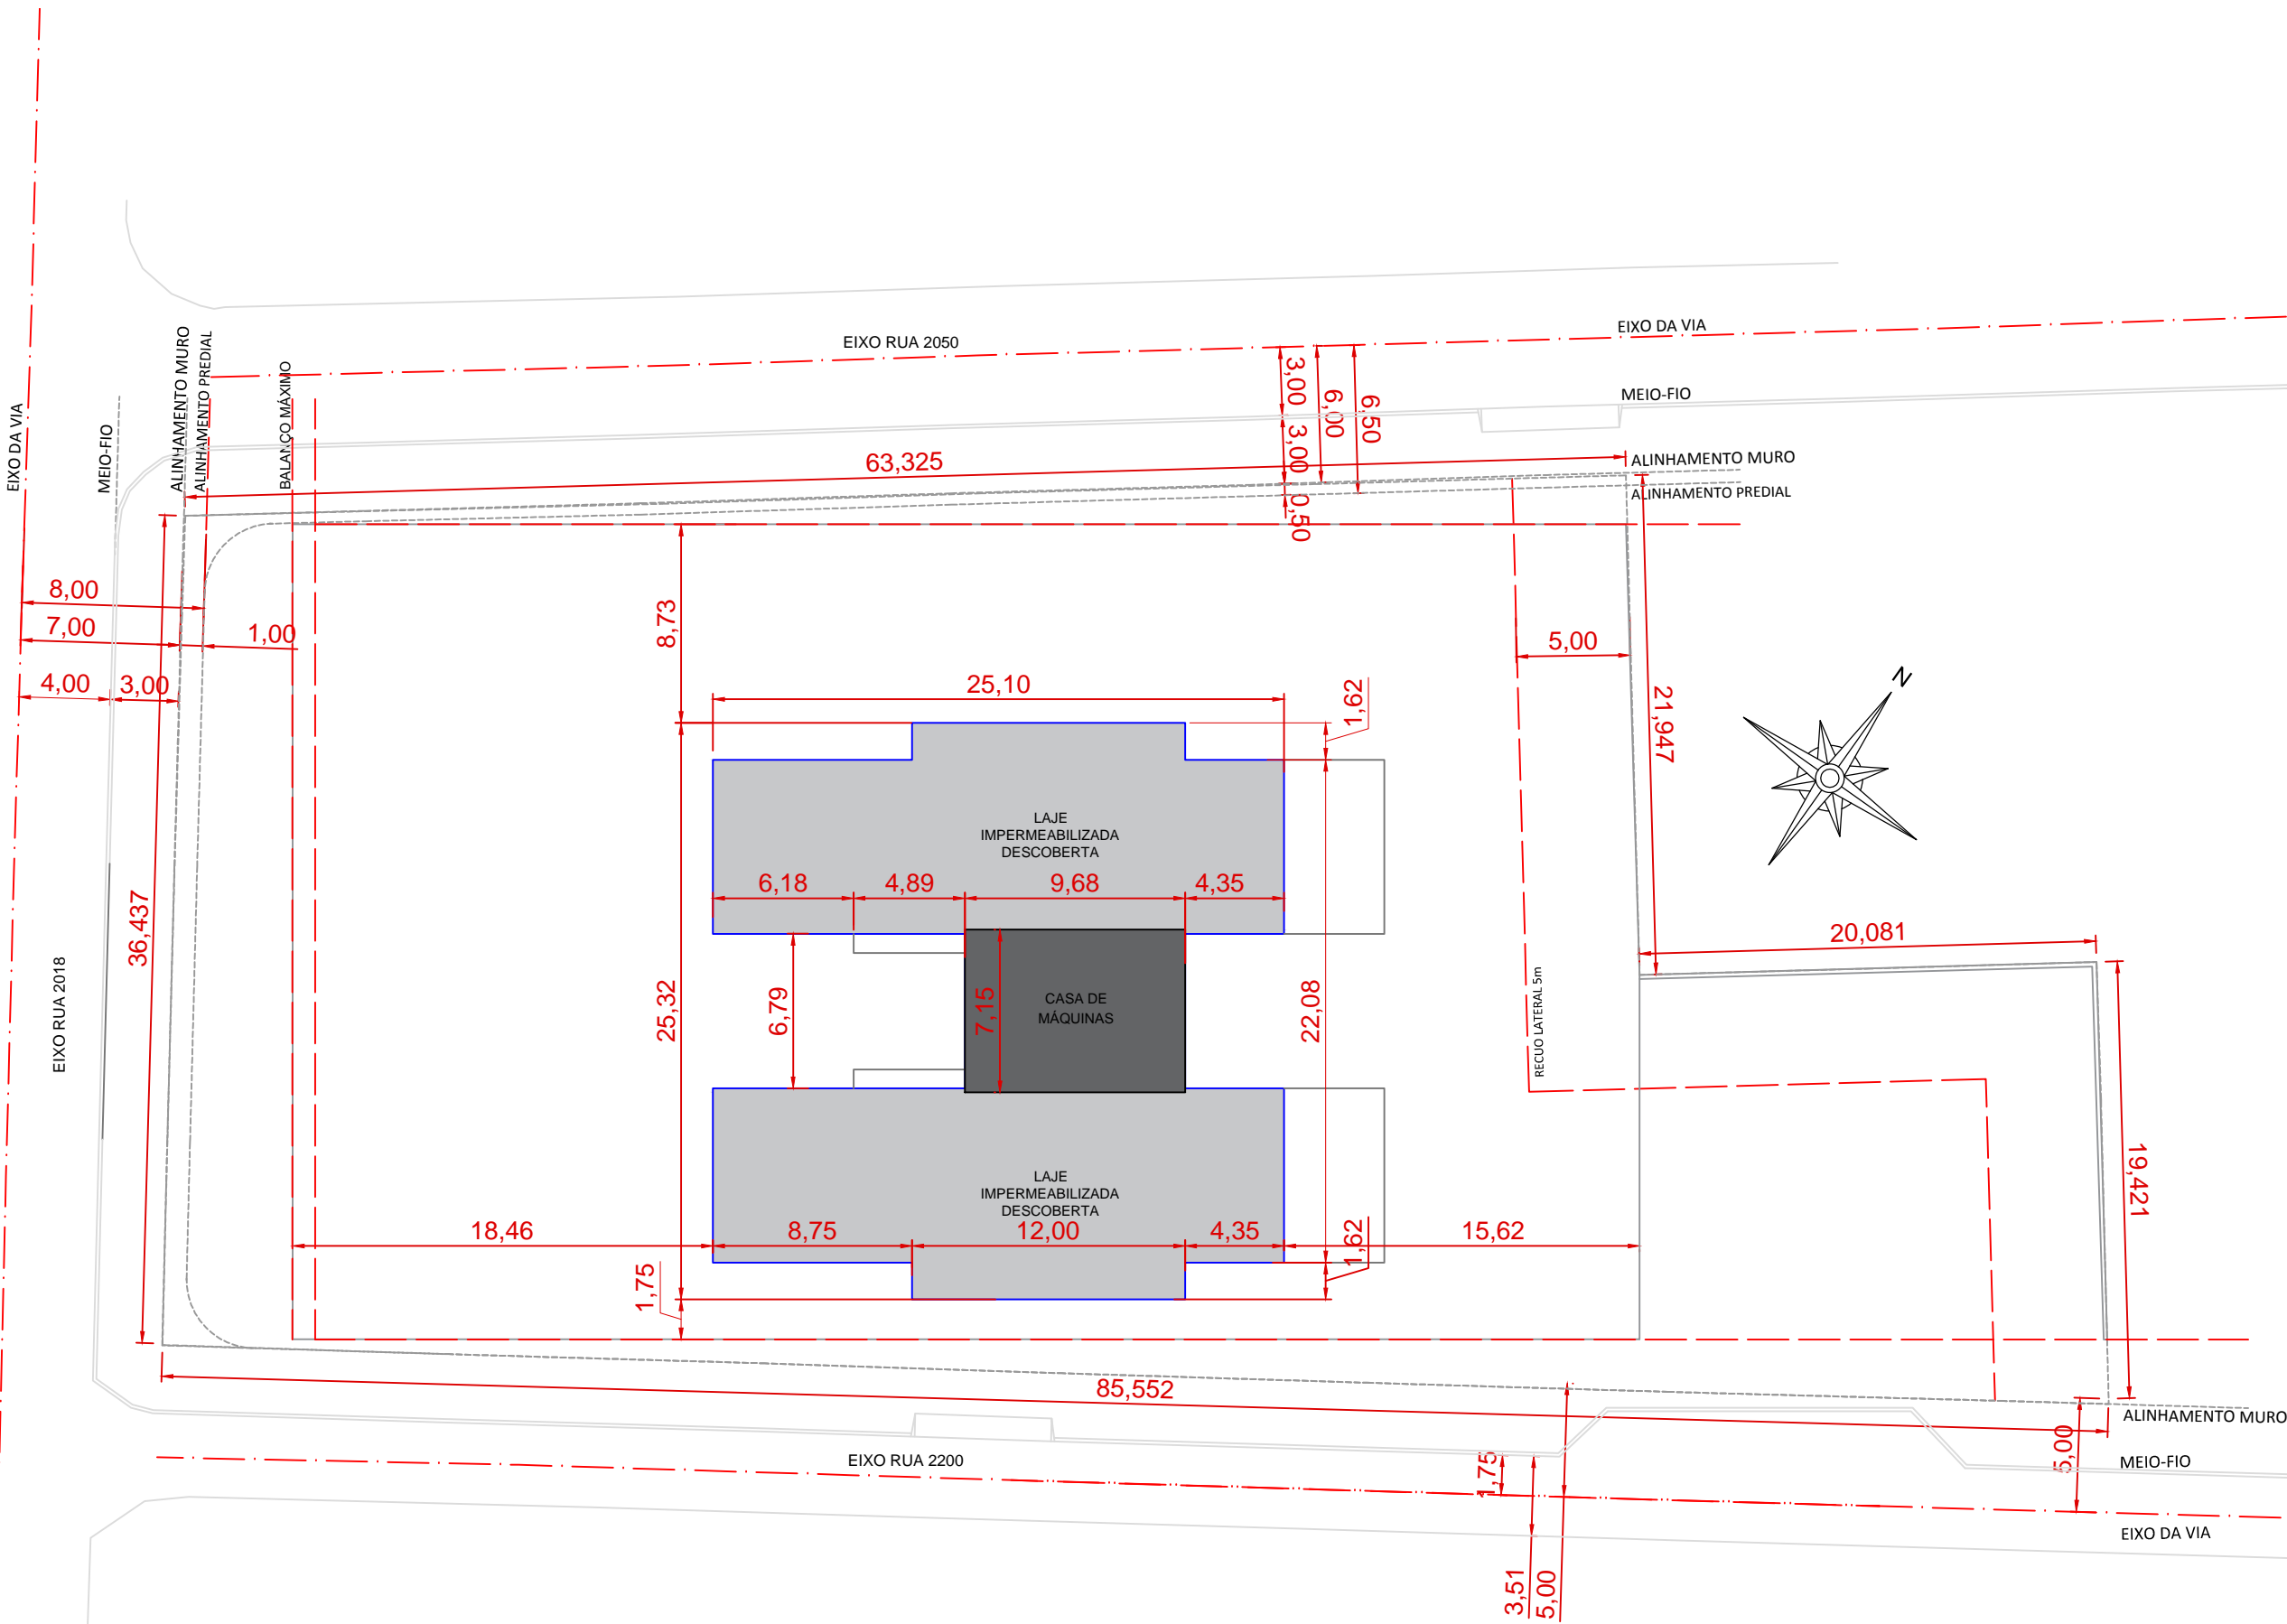 EIXO RUA 2050
EIXO DA VIA
MEIO-FIO
ALINHAMENTO MURO
ALINHAMENTO PREDIAL
EIXO DA VIA
MEIO-FIO
ALINHAMENTO MURO
ALINHAMENTO PREDIAL
BALANÇO MÁXIMO
3,00
6,00
6,50
3,00
0,50
63,325
8,00
7,00
1,00
4,00
3,00
8,73
25,10
1,62
5,00
21,947
N
LAJE
IMPERMEABILIZADA
DESCOBERTA
6,18
4,89
9,68
4,35
36,437
EIXO RUA 2018
25,32
6,79
7,15
CASA DE
MÁQUINAS
22,08
RECUO LATERAL 5m
20,081
19,421
LAJE
IMPERMEABILIZADA
DESCOBERTA
18,46
8,75
12,00
4,35
1,62
15,62
1,75
85,552
EIXO RUA 2200
1,75
3,51
5,00
5,00
ALINHAMENTO MURO
MEIO-FIO
EIXO DA VIA